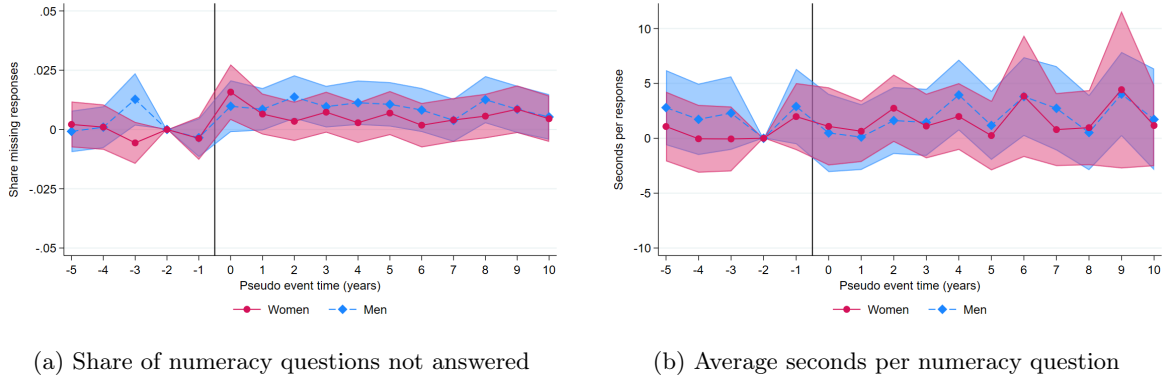 .05
.025
0
-.025
-.05
Share missing responses
-5 -4 -3 -2 -1 0 1 2 3 4 5 6 7 8 9 10
Pseudo event time (years)
Women Men
(a) Share of numeracy questions not answered
10
5
0
-5
-10
Seconds per response
-5 -4 -3 -2 -1 0 1 2 3 4 5 6 7 8 9 10
Pseudo event time (years)
Women Men
(b) Average seconds per numeracy question